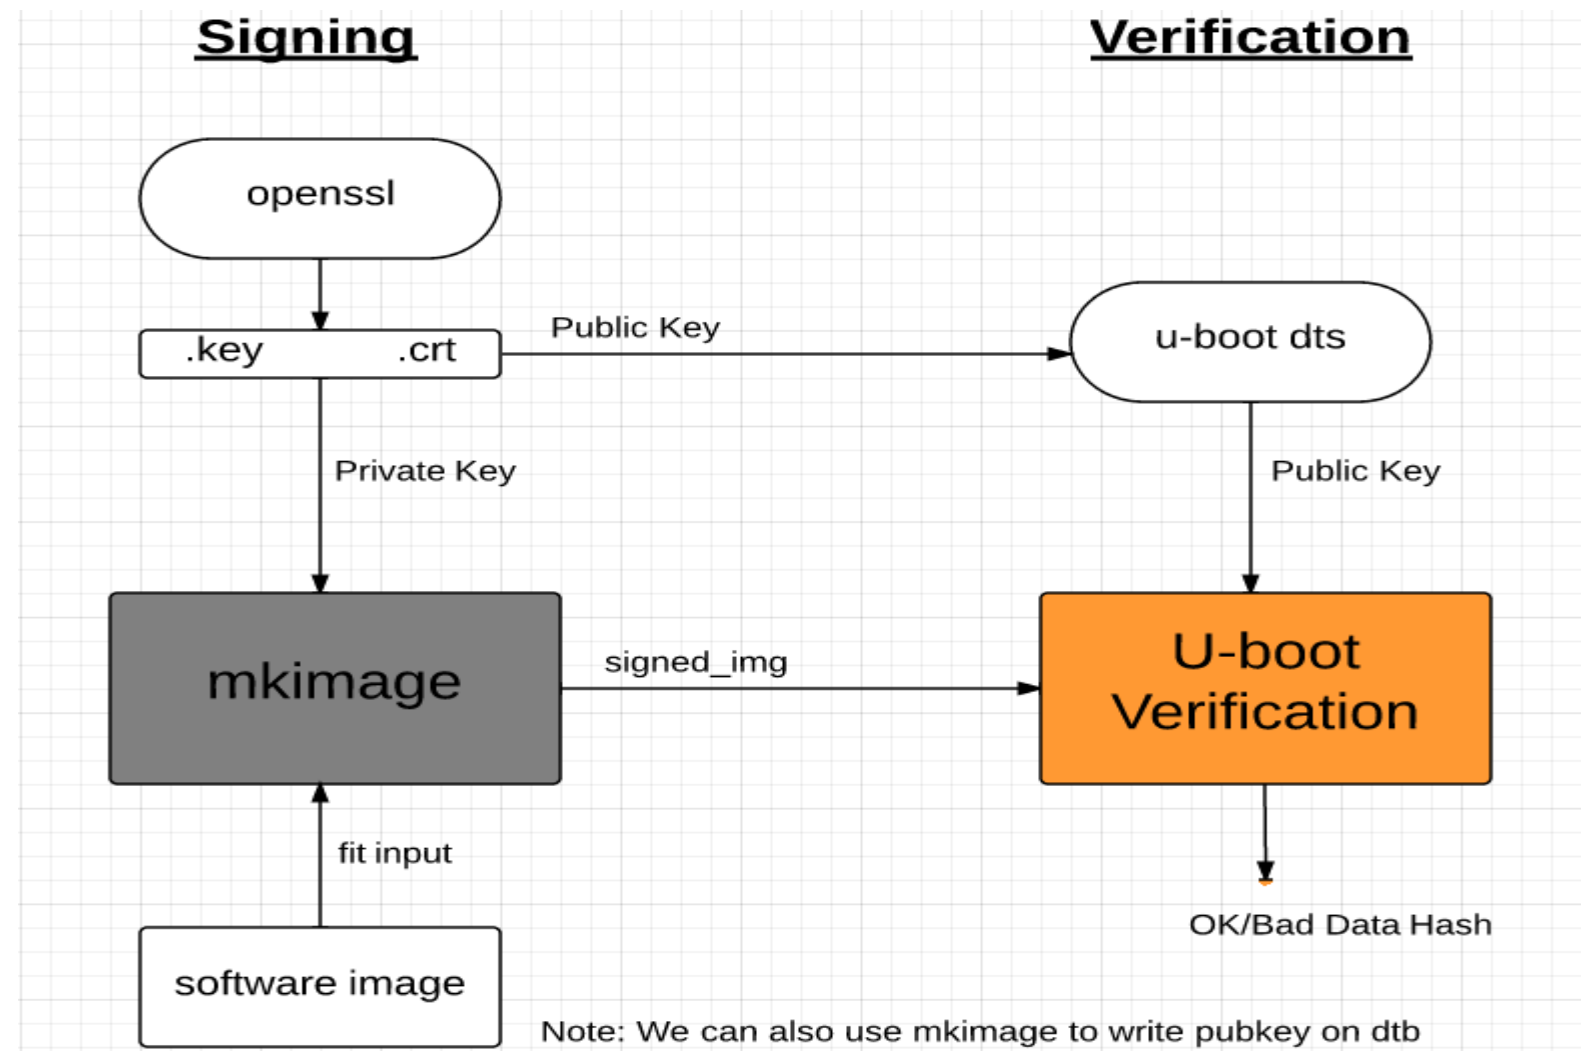 Signing
Verification
openssl
.key .crt
Public Key
u-boot dts
Private Key
Public Key
mkimage
signed_img
U-boot
Verification
fit input
OK/Bad Data Hash
software image
Note: We can also use mkimage to write pubkey on dtb